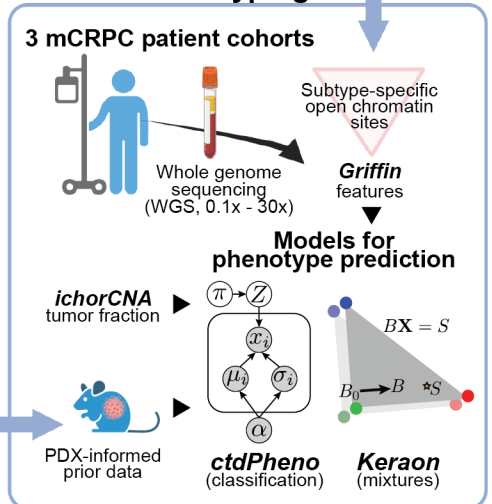 3 mCRPC patient cohorts
Subtype-specific
open chromatin
sites
Whole genome
sequencing
(WGS, 0.1x - 30x)
Griffin
features
Models for
phenotype prediction
ichorCNA
tumor fraction
π Z
x_i
μ_i σ_i
α
BX = S
B_0 B S
PDX-informed
prior data
ctdPheno
(classification)
Keraon
(mixtures)